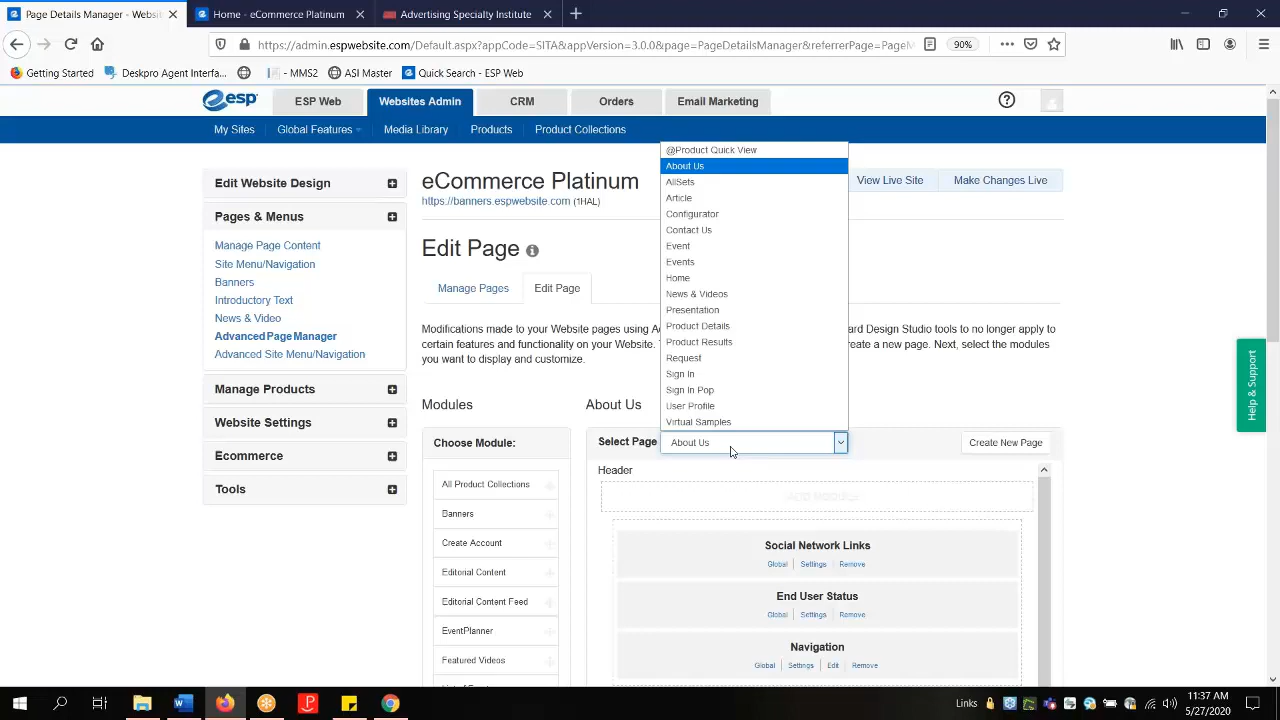 Page Details Manager - Websit
Home - eCommerce Platinum
Advertising Specialty Institute
https://admin.espwebsite.com/Default.aspx?appCode=SITA&appVersion=3.0.0&page=PageDetailsManager&refererPage=PageM
90%
Getting Started
Deskpro Agent Interfa...
- MMS2
ASI Master
Quick Search - ESP Web
esp
ESP Web
Websites Admin
CRM
Orders
Email Marketing
My Sites
Global Features
Media Library
Products
Product Collections
Edit Website Design
Pages & Menus
Manage Page Content
Site Menu/Navigation
Banners
Introductory Text
News & Video
Advanced Page Manager
Advanced Site Menu/Navigation
Manage Products
Website Settings
Ecommerce
Tools
eCommerce Platinum
https://banners.espwebsite.com (1HAL)
View Live Site
Make Changes Live
Edit Page
Manage Pages
Edit Page
Modifications made to your Website pages using A
ard Design Studio tools to no longer apply to
certain features and functionality on your Website.
reate a new page. Next, select the modules
you want to display and customize.
@Product Quick View
About Us
AllSets
Article
Configurator
Contact Us
Event
Events
Home
News & Videos
Presentation
Product Details
Product Results
Request
Sign In
Sign In Pop
User Profile
Virtual Samples
Modules
Choose Module:
All Product Collections
Banners
Create Account
Editorial Content
Editorial Content Feed
EventPlanner
Featured Videos
About Us
Select Page
About Us
Create New Page
Header
ADD MODULE
Social Network Links
Global
Settings
Remove
End User Status
Global
Settings
Remove
Navigation
Global
Settings
Edit
Remove
Help & Support
Links
11:37 AM
5/27/2020